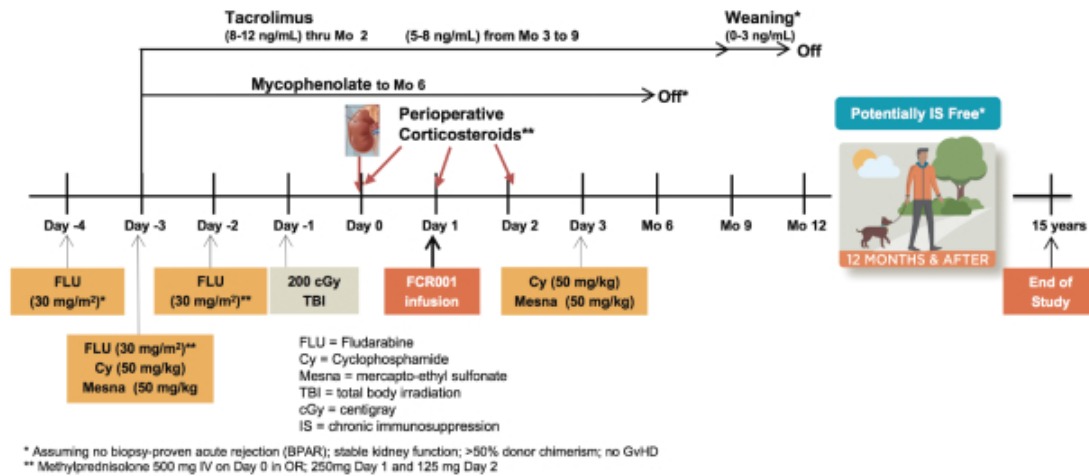 Tacrolimus
(8-12 ng/mL) thru Mo 2
(5-8 ng/mL) from Mo 3 to 9
Weaning*
(0-3 ng/mL)
Off
Mycophenolate to Mo 6
Off*
Perioperative
Corticosteroids**
Potentially IS Free*
Day -4
Day -3
Day -2
Day -1
Day 0
Day 1
Day 2
Day 3
Mo 6
Mo 9
Mo 12
12 MONTHS & AFTER
15 years
FLU
(30 mg/m²)*
FLU
(30 mg/m²)**
200 cGy
TBI
FCR001
infusion
Cy (50 mg/kg)
Mesna (50 mg/kg)
End of
Study
FLU (30 mg/m²)**
Cy (50 mg/kg)
Mesna (50 mg/kg
FLU = Fludarabine
Cy = Cyclophosphamide
Mesna = mercapto-ethyl sulfonate
TBI = total body irradiation
cGy = centigray
IS = chronic immunosuppression
* Assuming no biopsy-proven acute rejection (BPAR); stable kidney function; >50% donor chimerism; no GvHD
** Methylprednisolone 500 mg IV on Day 0 in OR; 250mg Day 1 and 125 mg Day 2